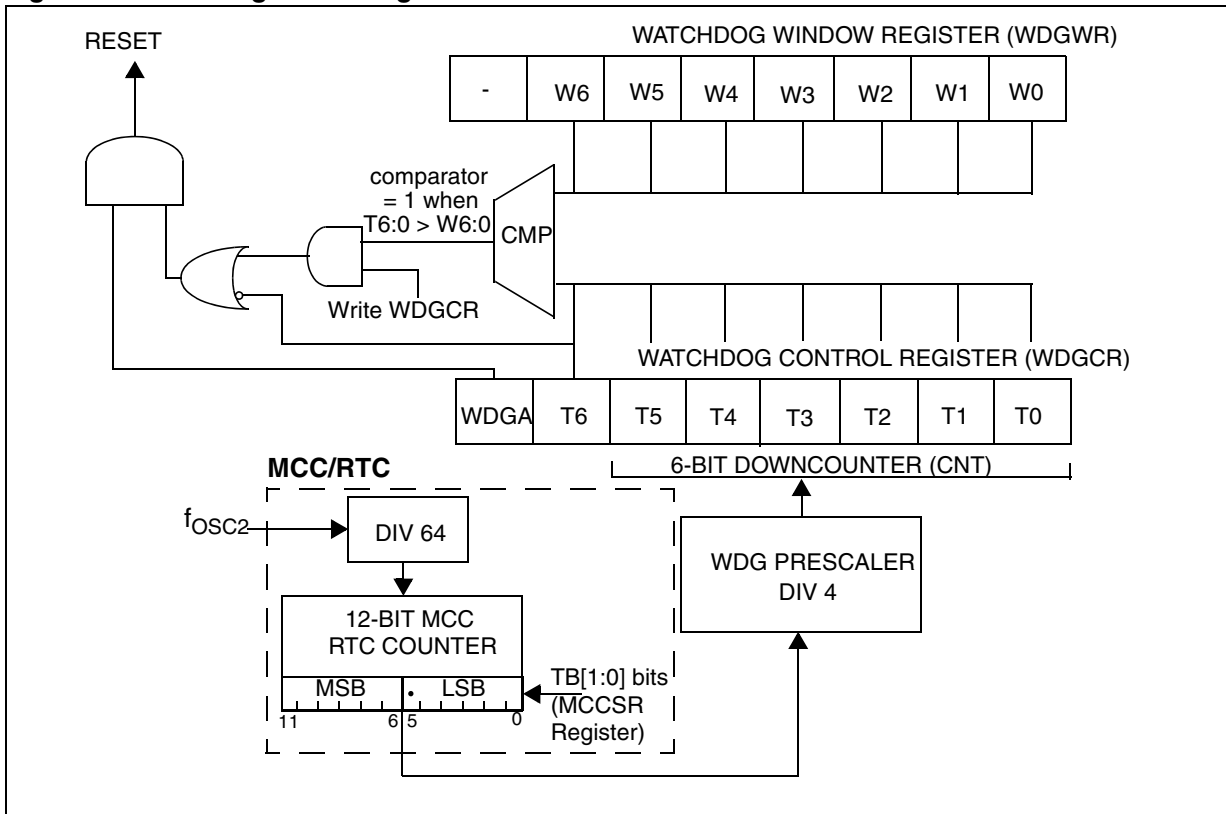 RESET
WATCHDOG WINDOW REGISTER (WDGWR)
- W6 W5 W4 W3 W2 W1 W0
comparator
= 1 when
T6:0 > W6:0
CMP
Write WDGCR
WATCHDOG CONTROL REGISTER (WDGCR)
WDGA T6 T5 T4 T3 T2 T1 T0
6-BIT DOWNCOUNTER (CNT)
MCC/RTC
fOSC2
DIV 64
WDG PRESCALER
DIV 4
12-BIT MCC
RTC COUNTER
MSB LSB
11 6 5 0
TB[1:0] bits
(MCCSR
Register)